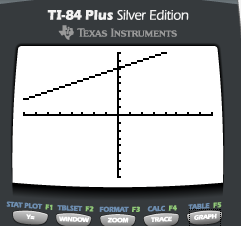 TI-84 Plus Silver Edition
TEXAS INSTRUMENTS
STAT PLOT F1 TBLSET F2 FORMAT F3 CALC F4 TABLE F5
Y= WINDOW ZOOM TRACE GRAPH